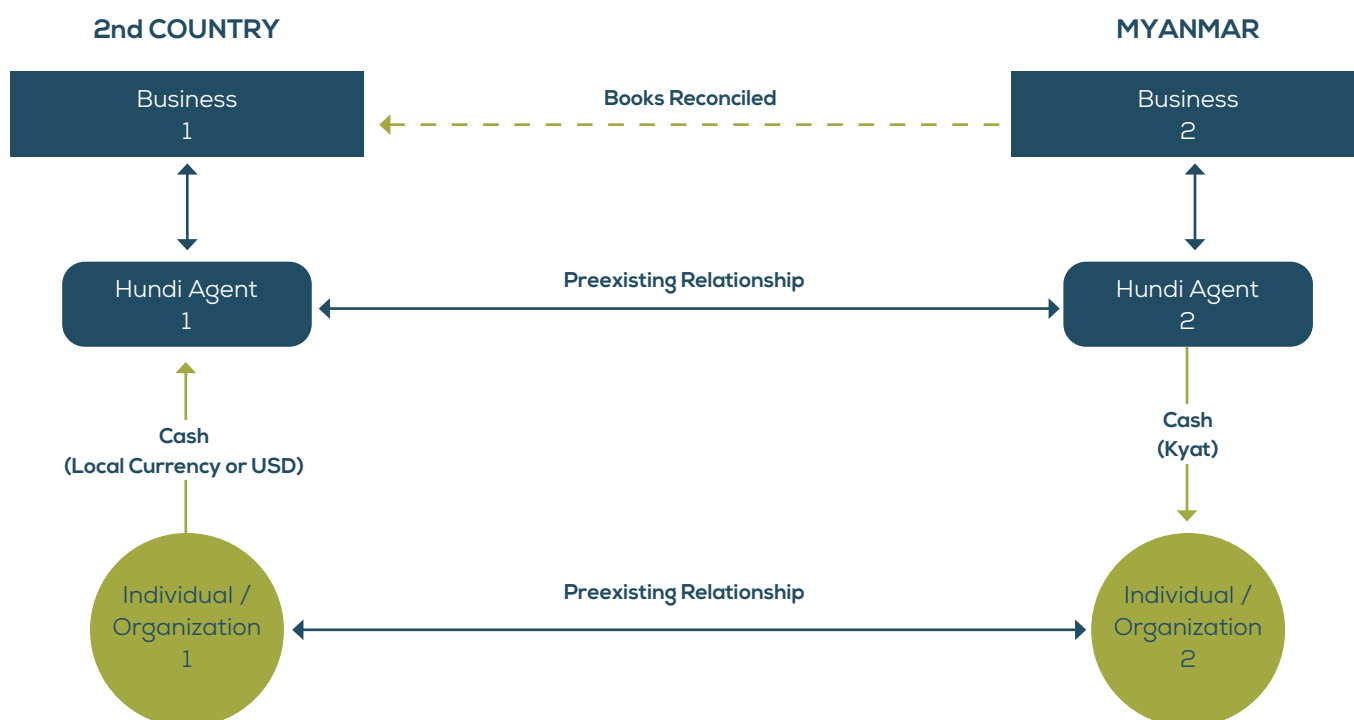 2nd COUNTRY
MYANMAR
Business
1
Books Reconciled
Business
2
Hundi Agent
1
Preexisting Relationship
Hundi Agent
2
Cash
(Local Currency or USD)
Cash
(Kyat)
Individual /
Organization
1
Preexisting Relationship
Individual /
Organization
2